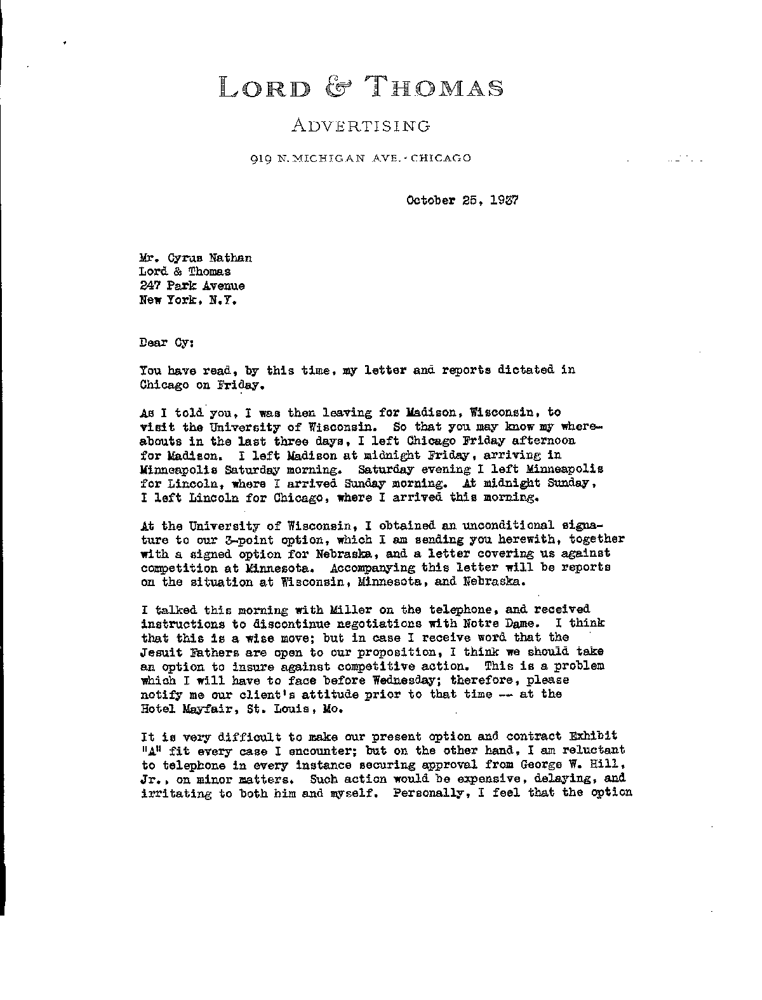 LORD & THOMAS
ADVERTISING
919 N. MICHIGAN AVE. - CHICAGO
October 25, 1937
Mr. Cyrus Nathan
Lord & Thomas
247 Park Avenue
New York, N.Y.
Dear Cy:
You have read, by this time, my letter and reports dictated in
Chicago on Friday.
As I told you, I was then leaving for Madison, Wisconsin, to
visit the University of Wisconsin. So that you may know my where-
abouts in the last three days, I left Chicago Friday afternoon
for Madison. I left Madison at midnight Friday, arriving in
Minneapolis Saturday morning. Saturday evening I left Minneapolis
for Lincoln, where I arrived Sunday morning. At midnight Sunday,
I left Lincoln for Chicago, where I arrived this morning.
At the University of Wisconsin, I obtained an unconditional signa-
ture to our 3-point option, which I am sending you herewith, together
with a signed option for Nebraska, and a letter covering us against
competition at Minnesota. Accompanying this letter will be reports
on the situation at Wisconsin, Minnesota, and Nebraska.
I talked this morning with Miller on the telephone, and received
instructions to discontinue negotiations with Notre Dame. I think
that this is a wise move; but in case I receive word that the
Jesuit Fathers are open to our proposition, I think we should take
an option to insure against competitive action. This is a problem
which I will have to face before Wednesday; therefore, please
notify me our client's attitude prior to that time -- at the
Hotel Mayfair, St. Louis, Mo.
It is very difficult to make our present option and contract Exhibit
"A" fit every case I encounter; but on the other hand, I am reluctant
to telephone in every instance securing approval from George W. Hill,
Jr., on minor matters. Such action would be expensive, delaying, and
irritating to both him and myself. Personally, I feel that the option